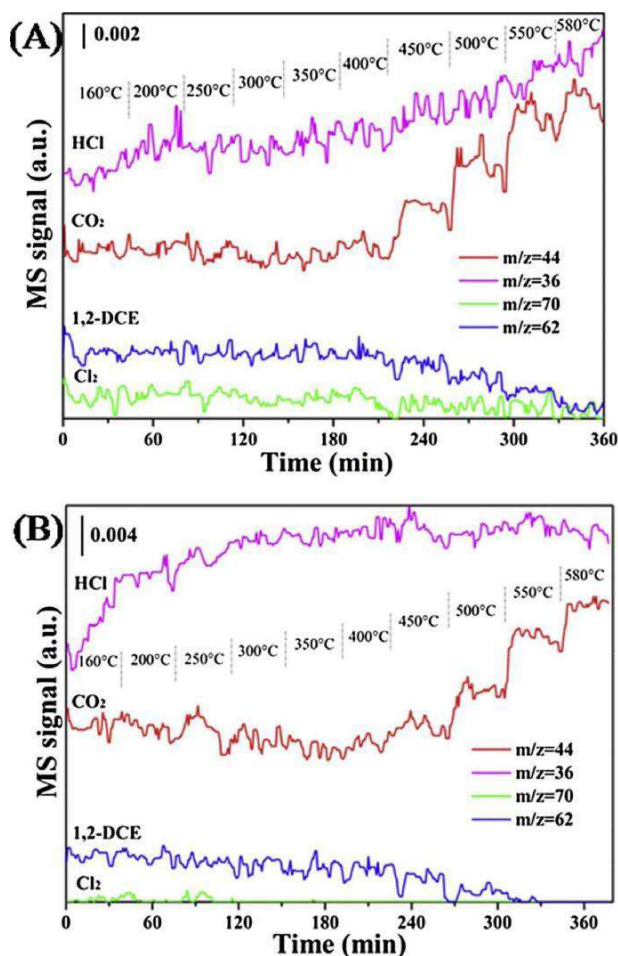 (A)
0.002
160°C 200°C 250°C 300°C 350°C 400°C 450°C 500°C 550°C 580°C
HCl
CO₂
1,2-DCE
Cl₂
m/z=44
m/z=36
m/z=70
m/z=62
MS signal (a.u.)
0 60 120 180 240 300 360
Time (min)
(B)
0.004
HCl
160°C 200°C 250°C 300°C 350°C 400°C 450°C 500°C 550°C 580°C
CO₂
1,2-DCE
Cl₂
m/z=44
m/z=36
m/z=70
m/z=62
MS signal (a.u.)
0 60 120 180 240 300 360
Time (min)